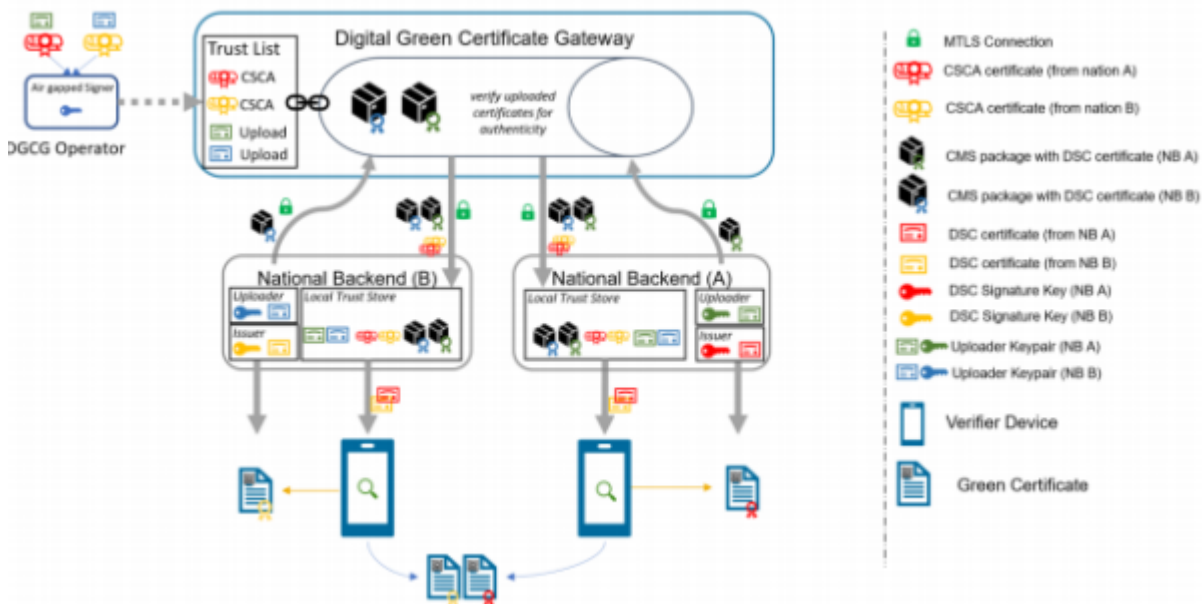 Digital Green Certificate Gateway
Trust List
CSCA
CSCA
Upload
Upload
Air gapped Signer
DGCG Operator
verify uploaded
certificates for
authenticity
National Backend (B)
Uploader
Local Trust Store
Issuer
National Backend (A)
Local Trust Store
Uploader
Issuer
MTLS Connection
CSCA certificate (from nation A)
CSCA certificate (from nation B)
CMS package with DSC certificate (NB A)
CMS package with DSC certificate (NB B)
DSC certificate (from NB A)
DSC certificate (from NB B)
DSC Signature Key (NB A)
DSC Signature Key (NB B)
Uploader Keypair (NB A)
Uploader Keypair (NB B)
Verifier Device
Green Certificate